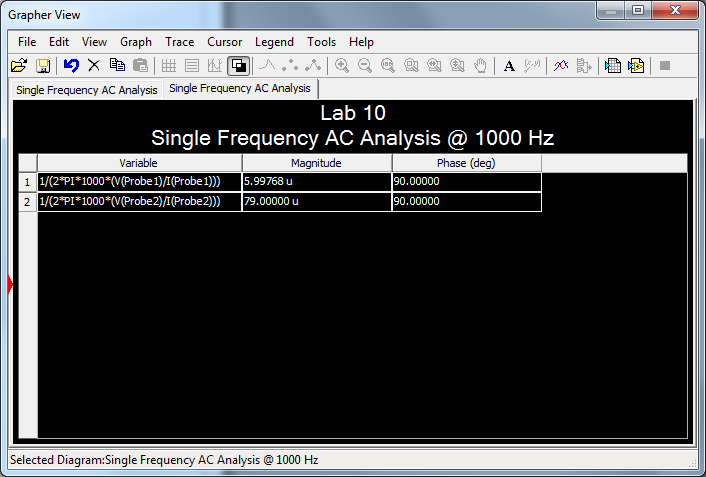 Grapher View
File Edit View Graph Trace Cursor Legend Tools Help
A
Single Frequency AC Analysis Single Frequency AC Analysis
Lab 10
Single Frequency AC Analysis @ 1000 Hz
Variable Magnitude Phase (deg)
1 1/(2*PI*1000*(V(Probe1)/I(Probe1))) 5.99768 u 90.00000
2 1/(2*PI*1000*(V(Probe2)/I(Probe2))) 79.00000 u 90.00000
Selected Diagram:Single Frequency AC Analysis @ 1000 Hz